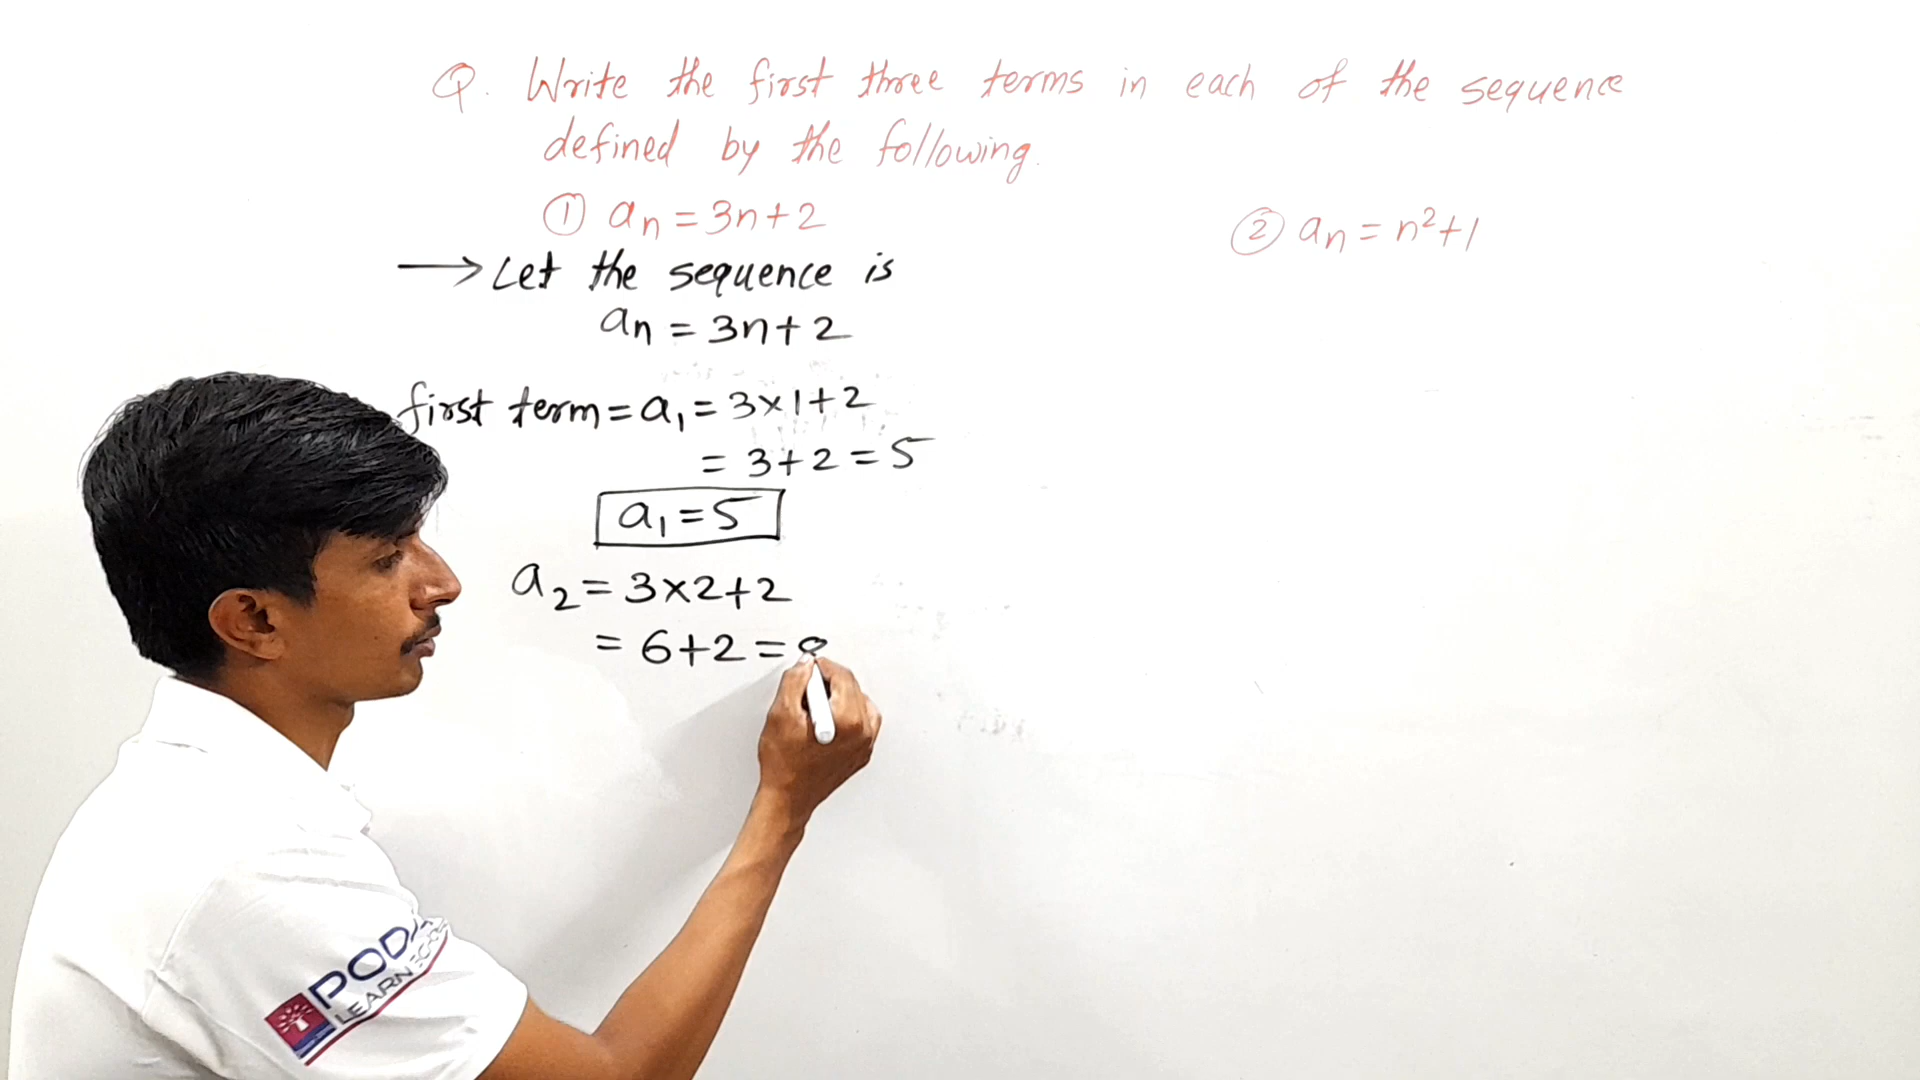 Q. Write the first three terms in each of the sequence
defined by the following.
① aₙ = 3n+2
② aₙ = n²+1
→ Let the sequence is
aₙ = 3n+2
first term = a₁ = 3×1+2
= 3+2 = 5
a₁ = 5
a₂ = 3×2+2
= 6+2 = 8
LEARN